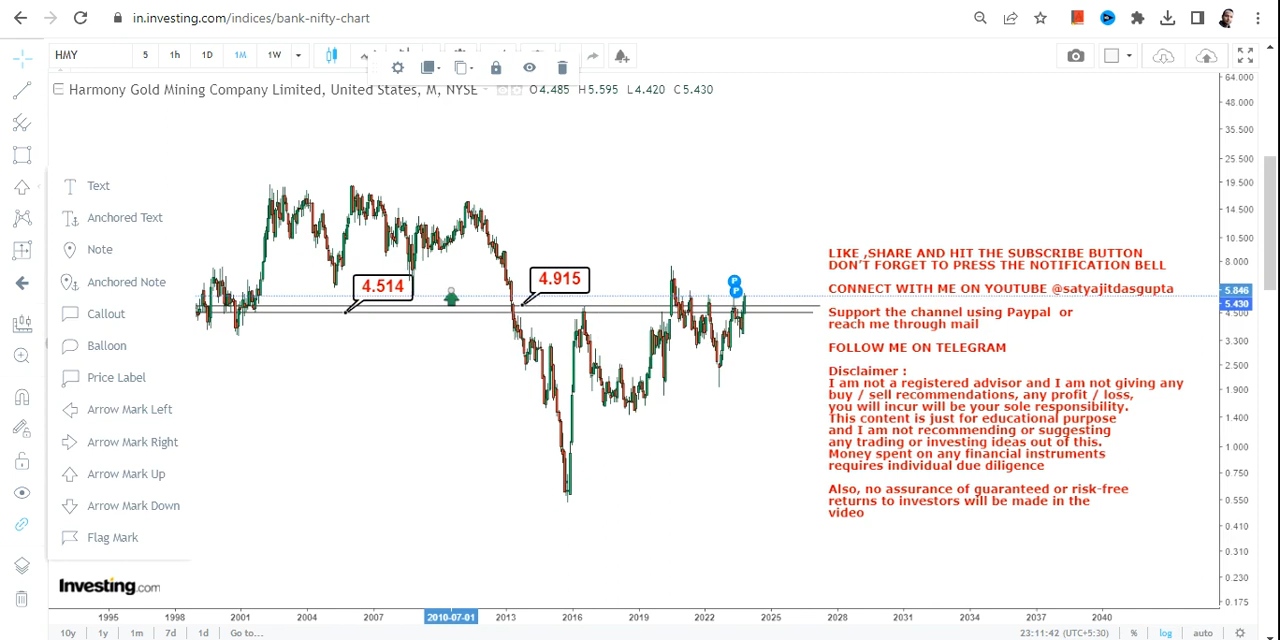 in.investing.com/indices/bank-nifty-chart
HMY 5 1h 1D 1M 1W
Harmony Gold Mining Company Limited, United States, M, NYSE O4.485 H5.595 L4.420 C5.430
64.000
48.000
35.500
25.500
19.500
14.500
10.500
8.000
5.846
5.430
4.500
3.300
2.500
1.900
1.400
1.000
0.750
0.550
0.410
0.310
0.230
0.175
Text
Anchored Text
Note
Anchored Note
Callout
Balloon
Price Label
Arrow Mark Left
Arrow Mark Right
Arrow Mark Up
Arrow Mark Down
Flag Mark
4.514
4.915
P
P
LIKE ,SHARE AND HIT THE SUBSCRIBE BUTTON
DON'T FORGET TO PRESS THE NOTIFICATION BELL
CONNECT WITH ME ON YOUTUBE @satyajitdasgupta
Support the channel using Paypal or
reach me through mail
FOLLOW ME ON TELEGRAM
Disclaimer :
I am not a registered advisor and I am not giving any
buy / sell recommendations, any profit / loss,
you will incur will be your sole responsibility.
This content is just for educational purpose
and I am not recommending or suggesting
any trading or investing ideas out of this.
Money spent on any financial instruments
requires individual due diligence
Also, no assurance of guaranteed or risk-free
returns to investors will be made in the
video
Investing.com
1995 1998 2001 2004 2007 2010-07-01 2013 2016 2019 2022 2025 2028 2031 2034 2037 2040
10y 1y 1m 7d 1d Go to... 23:11:42 (UTC+5:30) % log auto